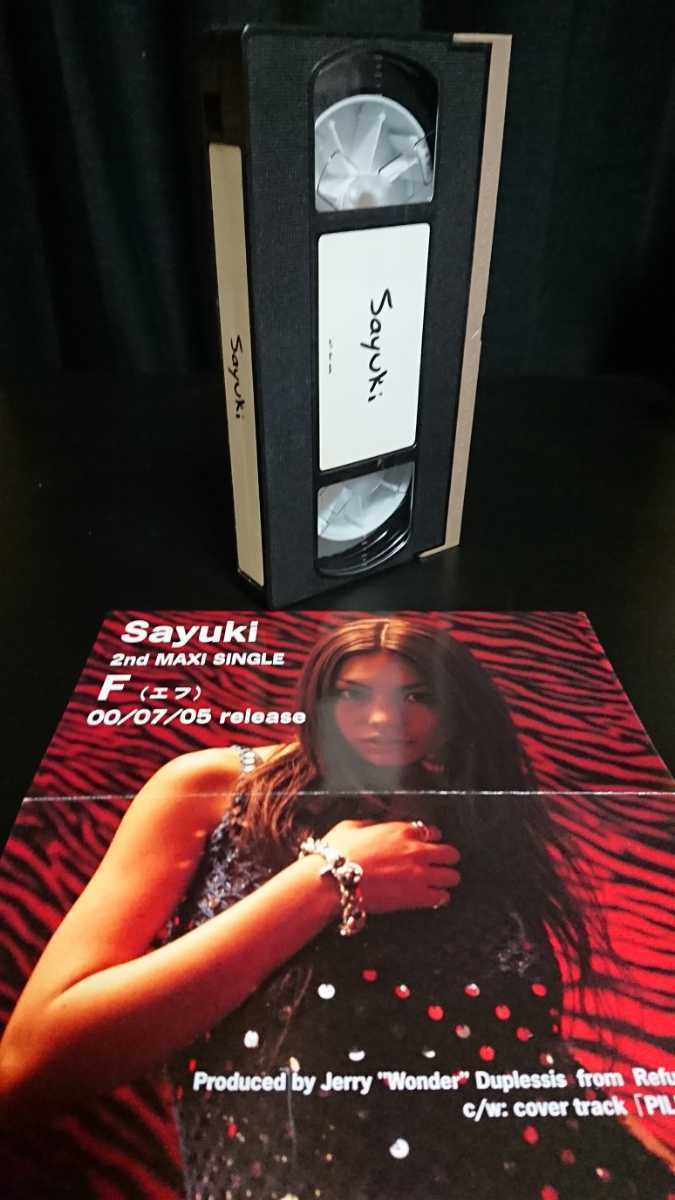 Sayuki
Sayuki
Sayuki
2nd MAXI SINGLE
F (エフ)
00/07/05 release
Produced by Jerry "Wonder" Duplessis from Refu
c/w: cover track「PIL